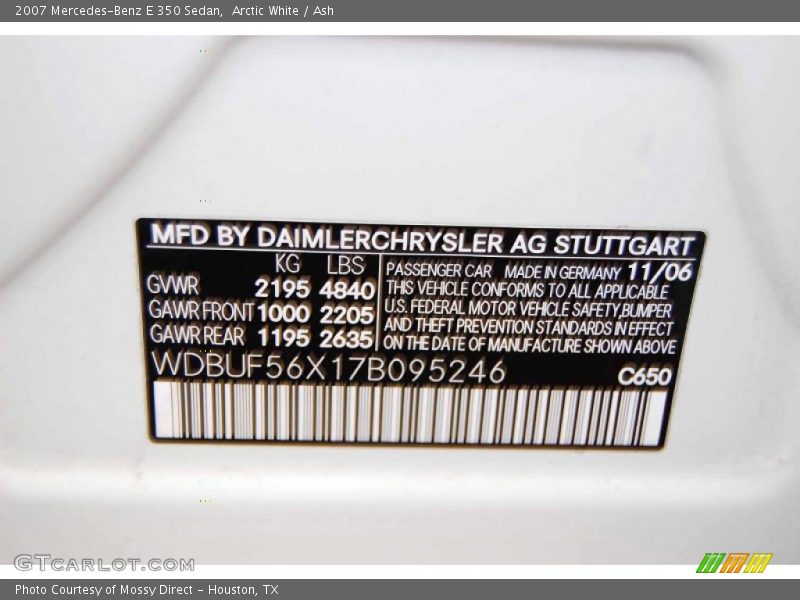 2007 Mercedes-Benz E 350 Sedan, Arctic White / Ash
MFD BY DAIMLERCHRYSLER AG STUTTGART
KG LBS
GVWR 2195 4840
GAWR FRONT 1000 2205
GAWR REAR 1195 2635
PASSENGER CAR MADE IN GERMANY 11/06
THIS VEHICLE CONFORMS TO ALL APPLICABLE
U.S. FEDERAL MOTOR VEHICLE SAFETY,BUMPER
AND THEFT PREVENTION STANDARDS IN EFFECT
ON THE DATE OF MANUFACTURE SHOWN ABOVE
WDBUF56X17B095246
C650
GTCARLOT.COM
Photo Courtesy of Mossy Direct - Houston, TX